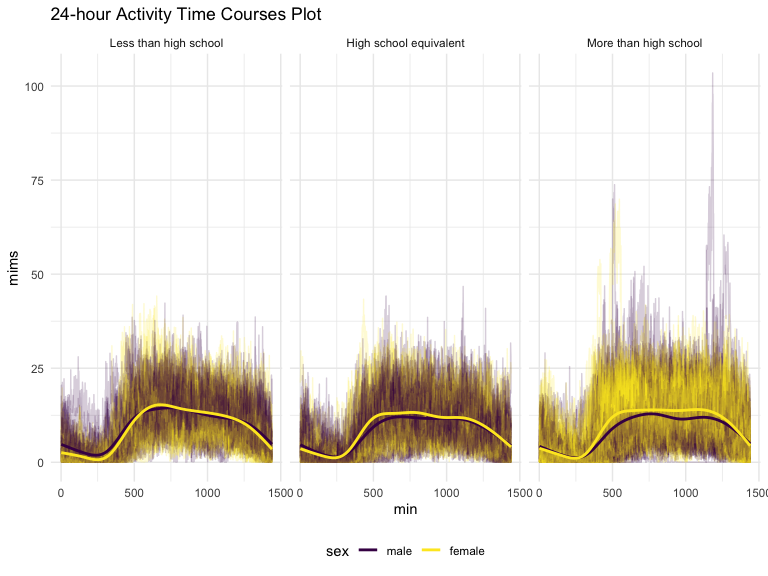 24-hour Activity Time Courses Plot
Less than high school
High school equivalent
More than high school
100
75
50
25
0
mims
0 500 1000 1500 0 500 1000 1500 0 500 1000 1500
min
sex male female